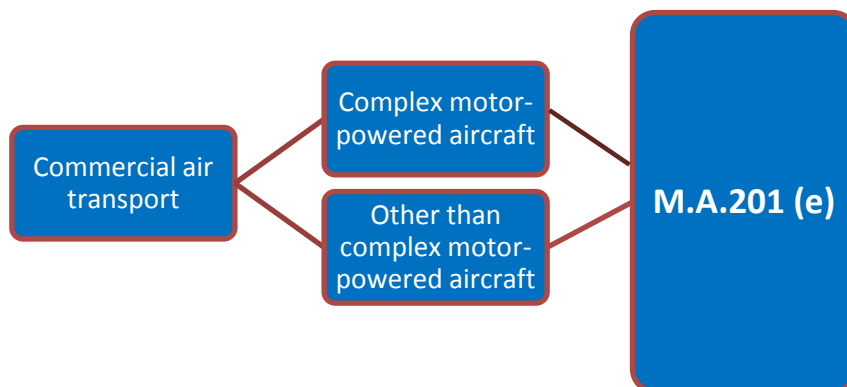 Commercial air
transport
Complex motor-
powered aircraft
Other than
complex motor-
powered aircraft
M.A.201 (e)